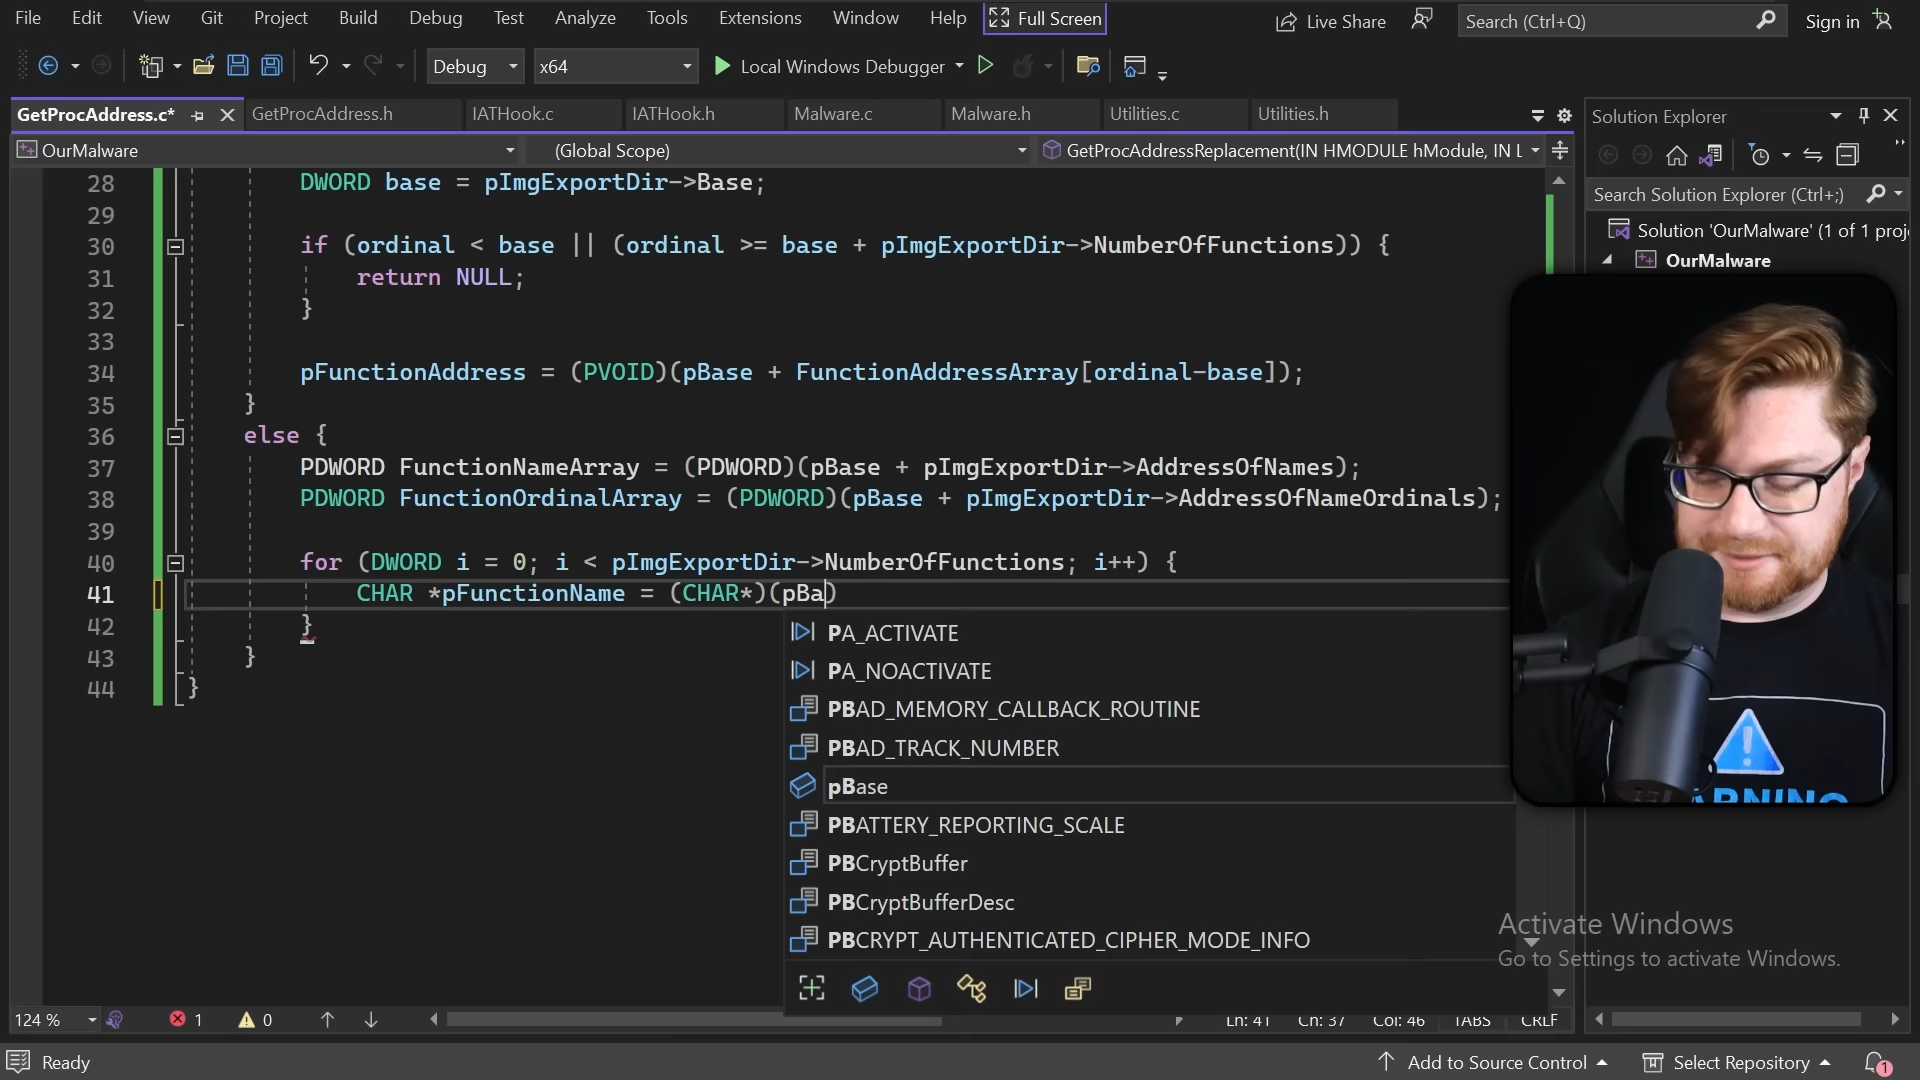 File Edit View Git Project Build Debug Test Analyze Tools Extensions Window Help Full Screen Live Share Search (Ctrl+Q) Sign in
Debug x64 Local Windows Debugger
GetProcAddress.c* GetProcAddress.h IATHook.c IATHook.h Malware.c Malware.h Utilities.c Utilities.h
OurMalware (Global Scope) GetProcAddressReplacement(IN HMODULE hModule, IN L
28 DWORD base = pImgExportDir->Base;
29
30 if (ordinal < base || (ordinal >= base + pImgExportDir->NumberOfFunctions)) {
31 return NULL;
32 }
33
34 pFunctionAddress = (PVOID)(pBase + FunctionAddressArray[ordinal-base]);
35 }
36 else {
37 PDWORD FunctionNameArray = (PDWORD)(pBase + pImgExportDir->AddressOfNames);
38 PDWORD FunctionOrdinalArray = (PDWORD)(pBase + pImgExportDir->AddressOfNameOrdinals);
39
40 for (DWORD i = 0; i < pImgExportDir->NumberOfFunctions; i++) {
41 CHAR *pFunctionName = (CHAR*)(pBa)
42 }
43 }
44 }
PA_ACTIVATE
PA_NOACTIVATE
PBAD_MEMORY_CALLBACK_ROUTINE
PBAD_TRACK_NUMBER
pBase
PBATTERY_REPORTING_SCALE
PBCryptBuffer
PBCryptBufferDesc
PBCRYPT_AUTHENTICATED_CIPHER_MODE_INFO
Solution Explorer
Search Solution Explorer (Ctrl+;)
Solution 'OurMalware' (1 of 1 proj
OurMalware
Activate Windows
Go to Settings to activate Windows.
124 % 1 0 Ln: 41 Ch: 37 Col: 46 TABS CRLF
Ready Add to Source Control Select Repository 1